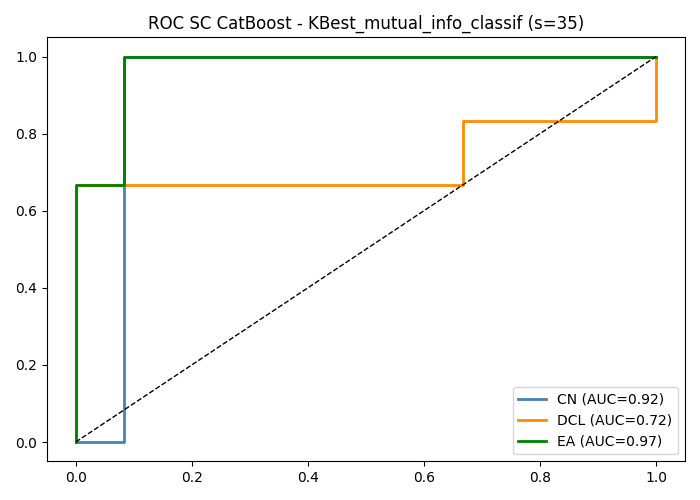 ROC SC CatBoost - KBest_mutual_info_classif (s=35)
1.0
0.8
0.6
0.4
0.2
0.0
0.0 0.2 0.4 0.6 0.8 1.0
CN (AUC=0.92)
DCL (AUC=0.72)
EA (AUC=0.97)